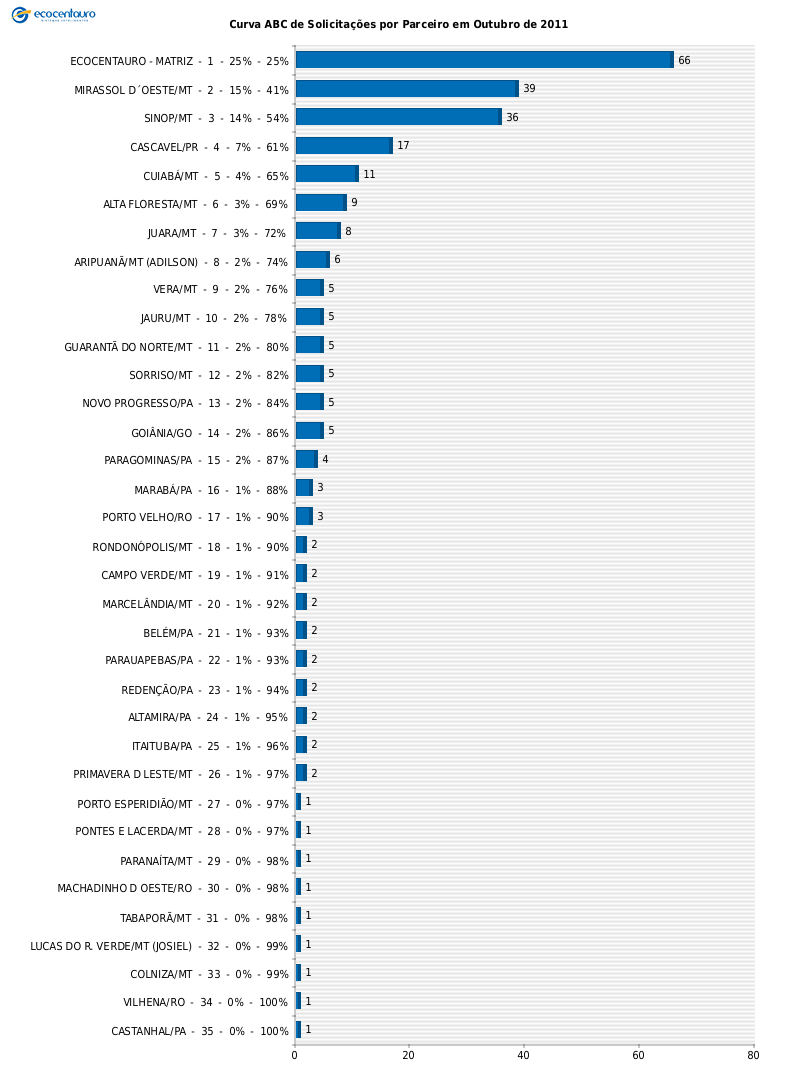 ecocentauro
Curva ABC de Solicitações por Parceiro em Outubro de 2011
ECOCENTAURO - MATRIZ - 1 - 25% - 25% 66
MIRASSOL D´OESTE/MT - 2 - 15% - 41% 39
SINOP/MT - 3 - 14% - 54% 36
CASCAVEL/PR - 4 - 7% - 61% 17
CUIABÁ/MT - 5 - 4% - 65% 11
ALTA FLORESTA/MT - 6 - 3% - 69% 9
JUARA/MT - 7 - 3% - 72% 8
ARIPUANÃ/MT (ADILSON) - 8 - 2% - 74% 6
VERA/MT - 9 - 2% - 76% 5
JAURU/MT - 10 - 2% - 78% 5
GUARANTÃ DO NORTE/MT - 11 - 2% - 80% 5
SORRISO/MT - 12 - 2% - 82% 5
NOVO PROGRESSO/PA - 13 - 2% - 84% 5
GOIÂNIA/GO - 14 - 2% - 86% 5
PARAGOMINAS/PA - 15 - 2% - 87% 4
MARABÁ/PA - 16 - 1% - 88% 3
PORTO VELHO/RO - 17 - 1% - 90% 3
RONDONÓPOLIS/MT - 18 - 1% - 90% 2
CAMPO VERDE/MT - 19 - 1% - 91% 2
MARCELÂNDIA/MT - 20 - 1% - 92% 2
BELÉM/PA - 21 - 1% - 93% 2
PARAUAPEBAS/PA - 22 - 1% - 93% 2
REDENÇÃO/PA - 23 - 1% - 94% 2
ALTAMIRA/PA - 24 - 1% - 95% 2
ITAITUBA/PA - 25 - 1% - 96% 2
PRIMAVERA D LESTE/MT - 26 - 1% - 97% 2
PORTO ESPERIDIÃO/MT - 27 - 0% - 97% 1
PONTES E LACERDA/MT - 28 - 0% - 97% 1
PARANAÍTA/MT - 29 - 0% - 98% 1
MACHADINHO D OESTE/RO - 30 - 0% - 98% 1
TABAPORÃ/MT - 31 - 0% - 98% 1
LUCAS DO R. VERDE/MT (JOSIEL) - 32 - 0% - 99% 1
COLNIZA/MT - 33 - 0% - 99% 1
VILHENA/RO - 34 - 0% - 100% 1
CASTANHAL/PA - 35 - 0% - 100% 1
0 20 40 60 80